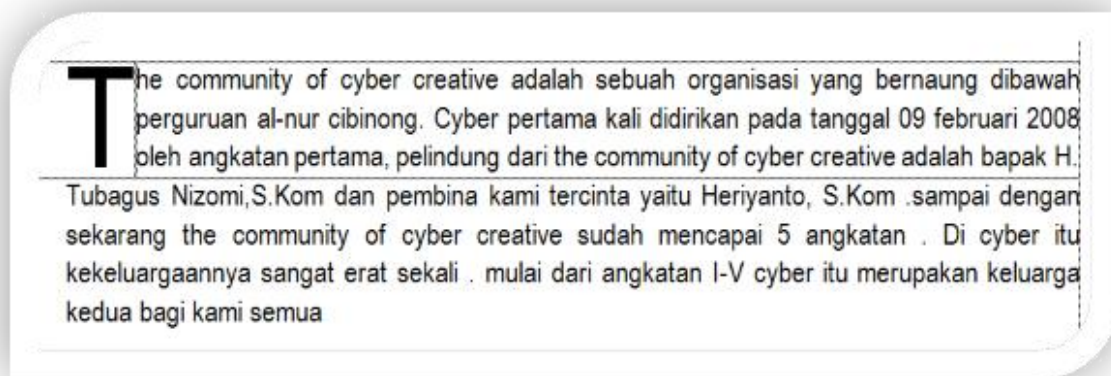 The community of cyber creative adalah sebuah organisasi yang bernaung dibawah
perguruan al-nur cibinong. Cyber pertama kali didirikan pada tanggal 09 februari 2008
oleh angkatan pertama, pelindung dari the community of cyber creative adalah bapak H.
Tubagus Nizomi,S.Kom dan pembina kami tercinta yaitu Heriyanto, S.Kom .sampai dengan
sekarang the community of cyber creative sudah mencapai 5 angkatan . Di cyber itu
kekeluargaannya sangat erat sekali . mulai dari angkatan I-V cyber itu merupakan keluarga
kedua bagi kami semua